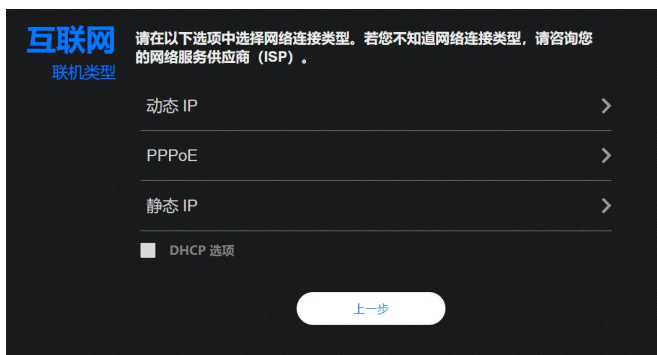 互联网
联机类型
请在以下选项中选择网络连接类型。若您不知道网络连接类型，请咨询您
的网络服务供应商（ISP）。
动态 IP
PPPoE
静态 IP
DHCP 选项
上一步